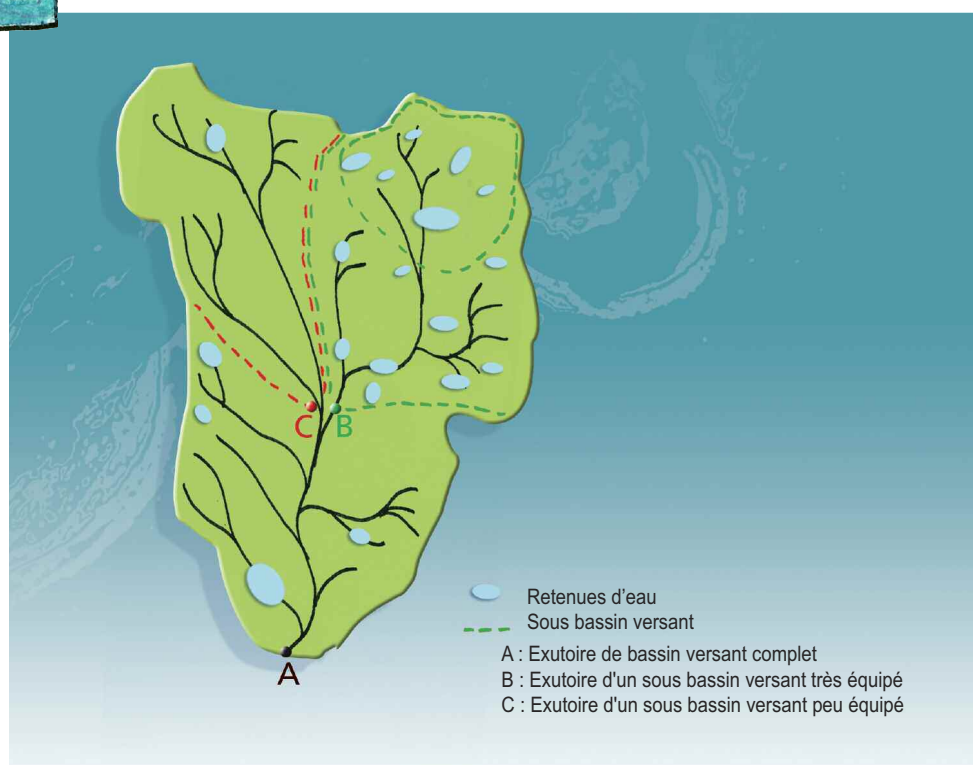 C B
Retenues d'eau
Sous bassin versant
A : Exutoire de bassin versant complet
B : Exutoire d'un sous bassin versant très équipé
C : Exutoire d'un sous bassin versant peu équipé
A